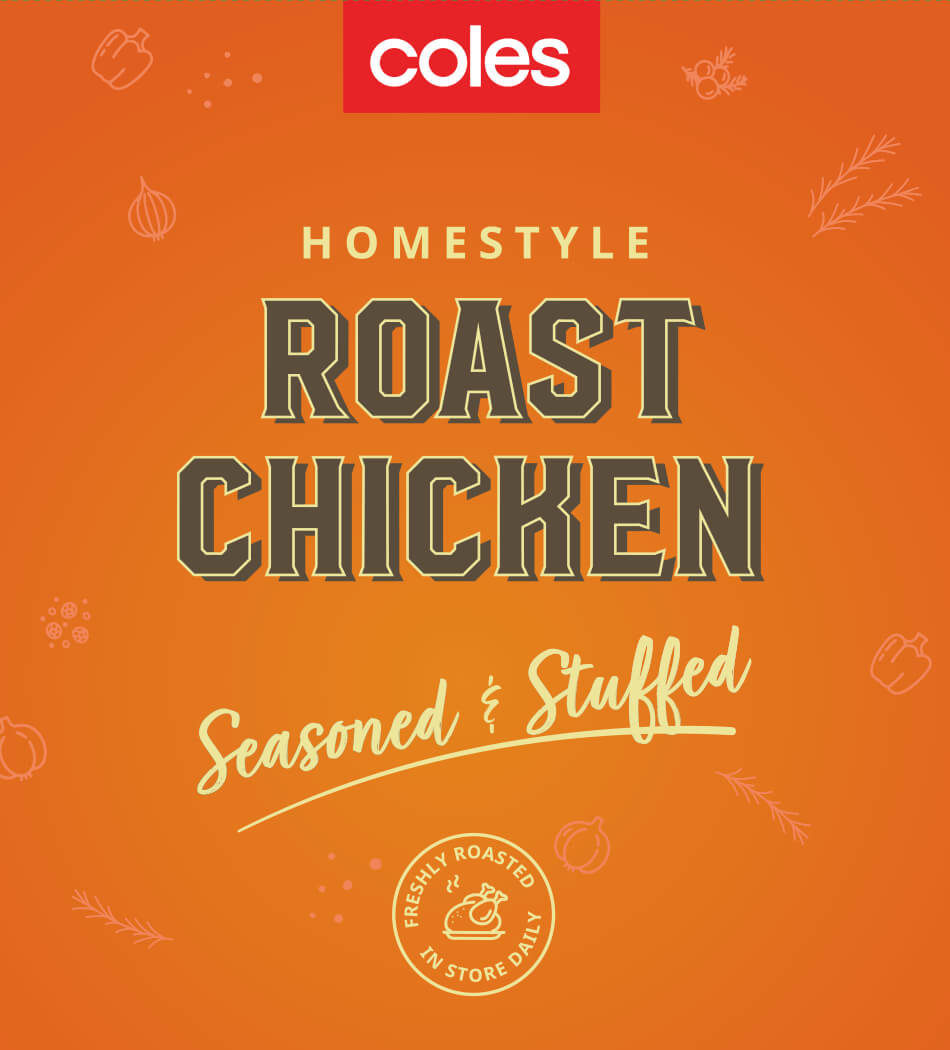 coles
HOMESTYLE
ROAST
CHICKEN
Seasoned & Stuffed
FRESHLY ROASTED
IN STORE DAILY